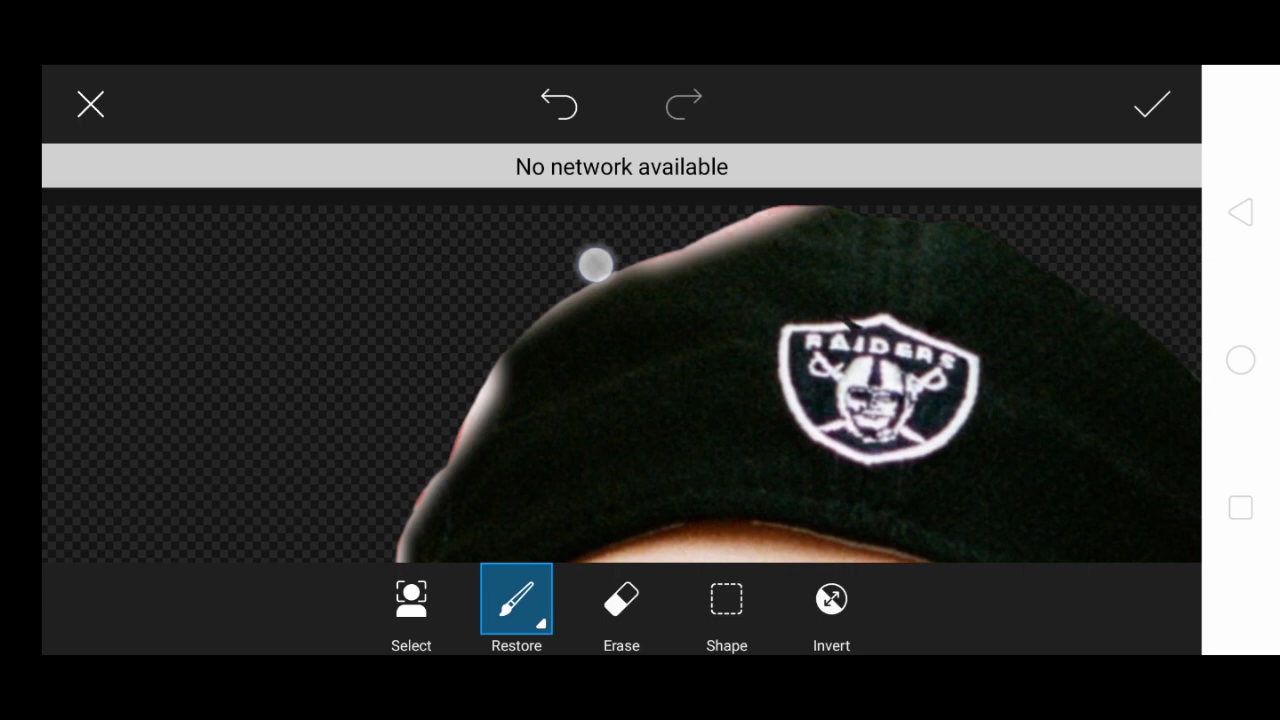 No network available
RAIDERS
Select
Restore
Erase
Shape
Invert